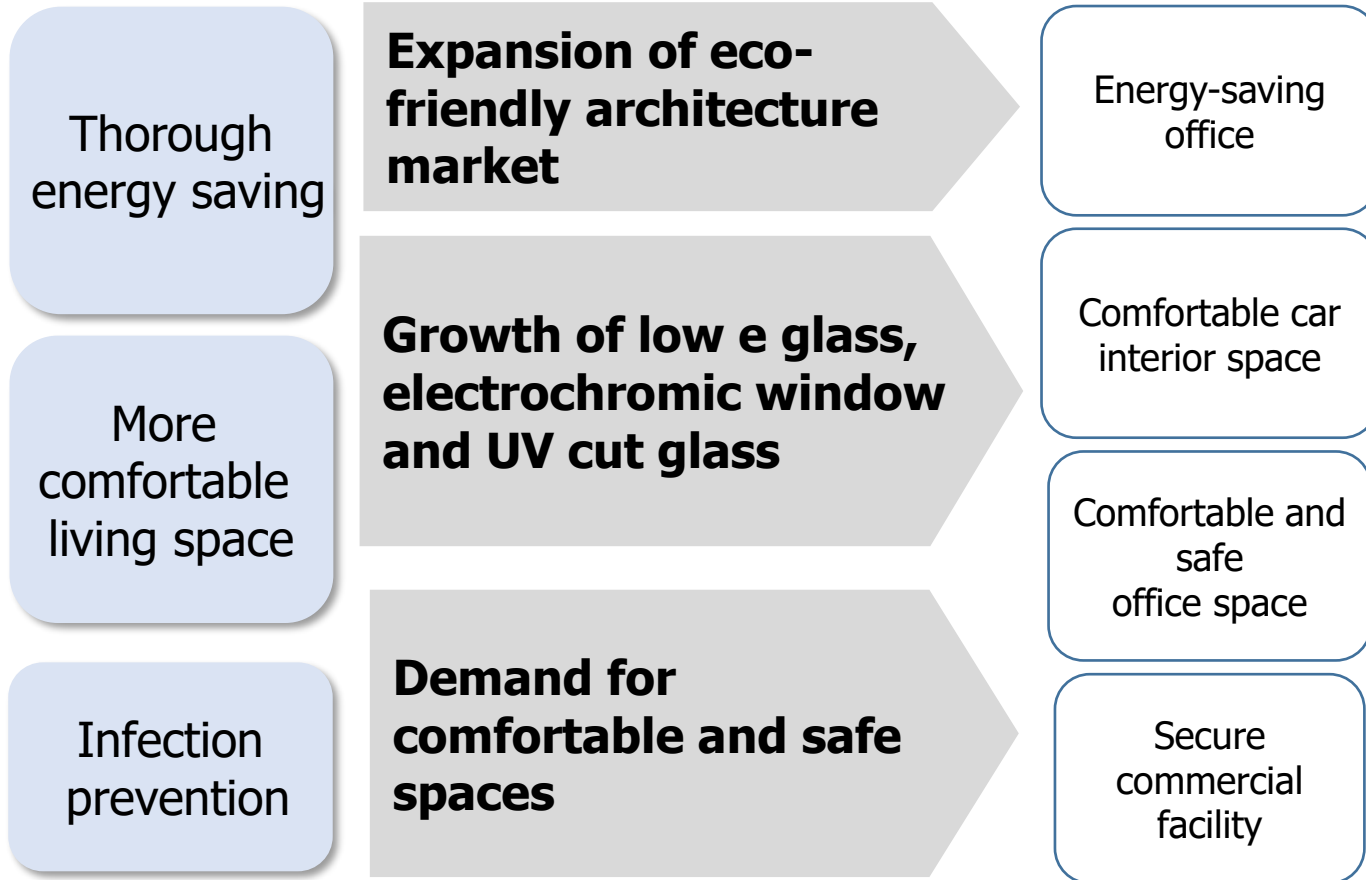 Thorough
energy saving
More
comfortable
living space
Infection
prevention
Expansion of eco-
friendly architecture
market
Growth of low e glass,
electrochromic window
and UV cut glass
Demand for
comfortable and safe
spaces
Energy-saving
office
Comfortable car
interior space
Comfortable and
safe
office space
Secure
commercial
facility